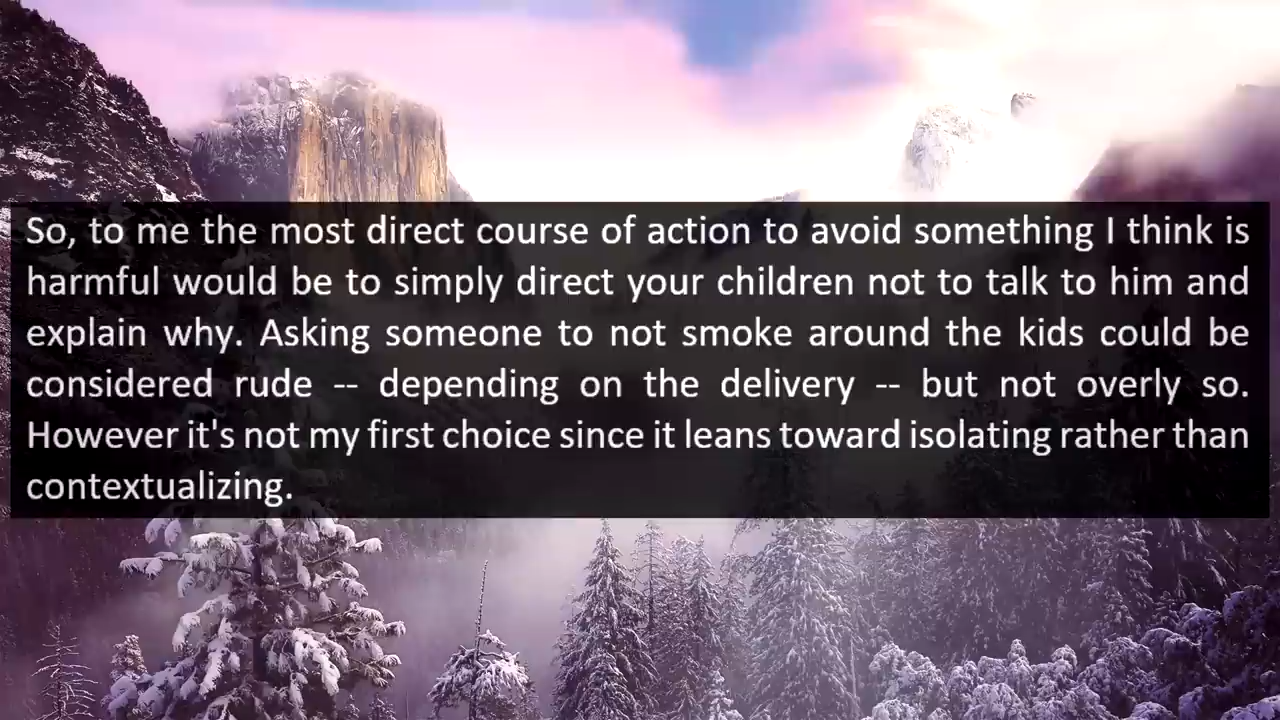 So, to me the most direct course of action to avoid something I think is
harmful would be to simply direct your children not to talk to him and
explain why. Asking someone to not smoke around the kids could be
considered rude -- depending on the delivery -- but not overly so.
However it's not my first choice since it leans toward isolating rather than
contextualizing.